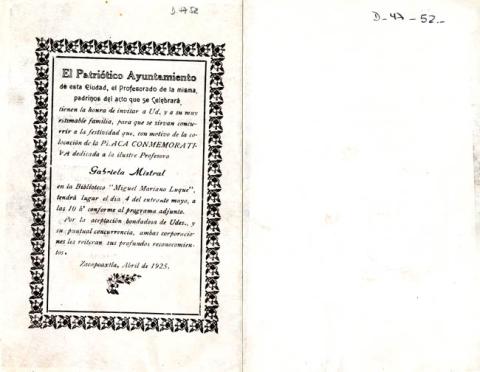 D-47-52
D-47-52.-
El Patriótico Ayuntamiento
de esta Ciudad, el Profesorado de la misma,
padrinos del acto que se Celebrará,
tienen la honra de invitar a Ud. y a su muy
estimable familia, para que se sirvan concu-
rrir a la festividad que, con motivo de la co-
locación de la PLACA CONMEMORATI-
VA dedicada a la ilustre Profesora
Gabriela Mistral
en la Biblioteca "Miguel Mariano Luque",
tendrá lugar el día 4 del entrante mayo, a
las 10 hs conforme al programa adjunto.
Por la aceptación bondadosa de Udes., y
su puntual concurrencia, ambas corporacio-
nes les reiteran sus profundos reconocimien-
tos.
Zacapoaxtla, Abril de 1925.